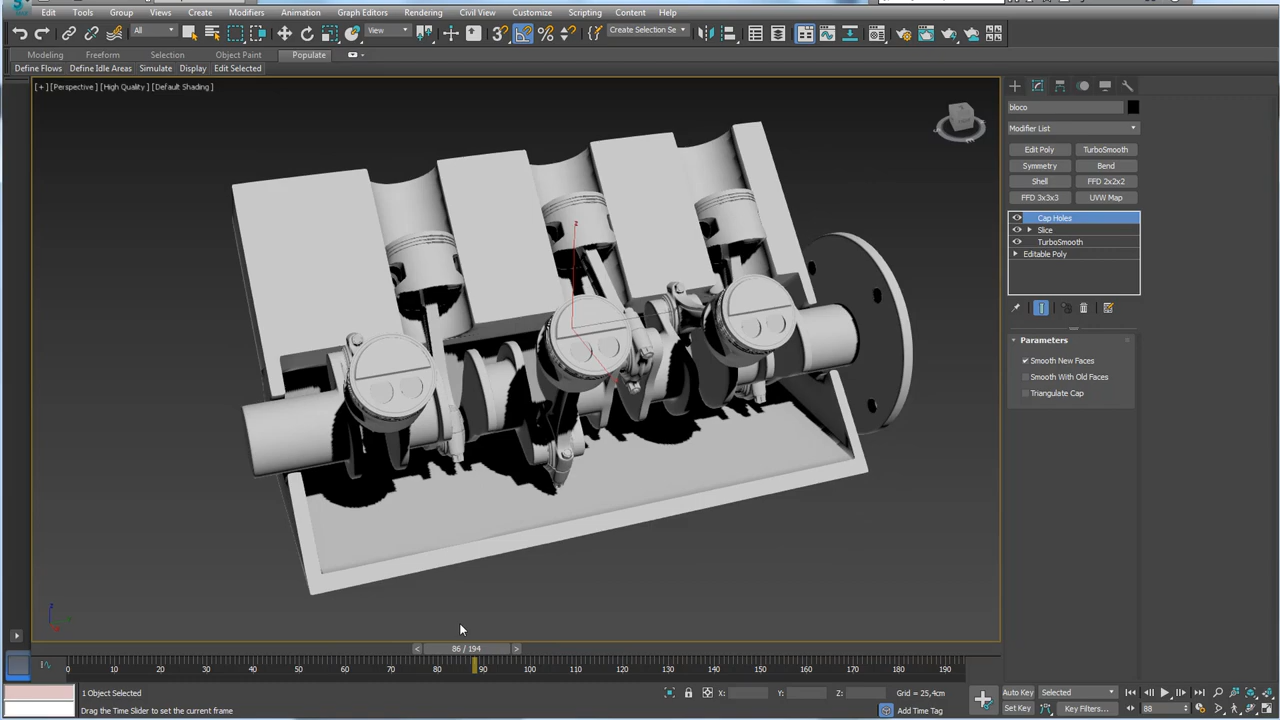 Edit Tools Group Views Create Modifiers Animation Graph Editors Rendering Civil View Customize Scripting Content Help
All View Create Selection Se
Modeling Freeform Selection Object Paint Populate
Define Flows Define Idle Areas Simulate Display Edit Selected
[+] [Perspective] [High Quality] [Default Shading]
bloco
Modifier List
Edit Poly TurboSmooth
Symmetry Bend
Shell FFD 2x2x2
FFD 3x3x3 UVW Map
Cap Holes
Slice
TurboSmooth
Editable Poly
Parameters
Smooth New Faces
Smooth With Old Faces
Triangulate Cap
z
z
< 86 / 194 >
0 10 20 30 40 50 60 70 80 90 100 110 120 130 140 150 160 170 180 190
1 Object Selected X: Y: Z: Grid = 25,4cm Auto Key Selected
Drag the Time Slider to set the current frame Add Time Tag Set Key Key Filters... 88